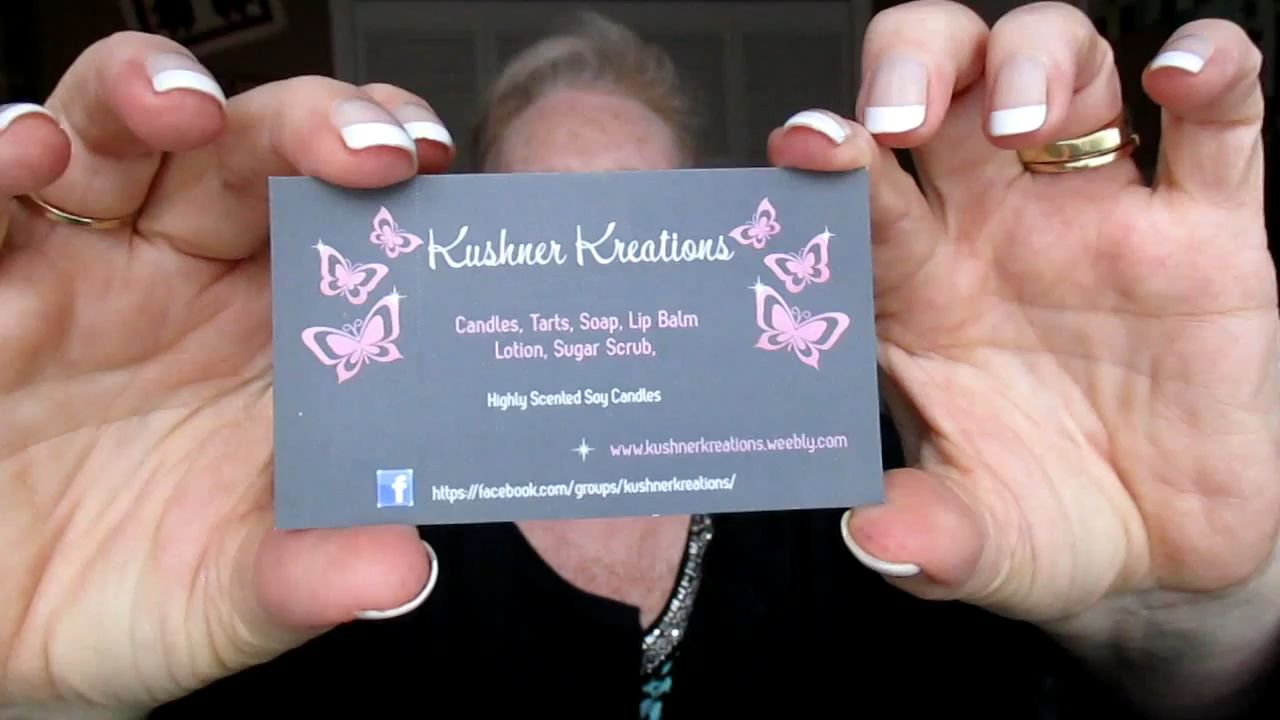 Kushner Kreations
Candles, Tarts, Soap, Lip Balm
Lotion, Sugar Scrub,
Highly Scented Soy Candles
www.kushnerkreations.weebly.com
f
https://facebook.com/groups/kushnerkreations/